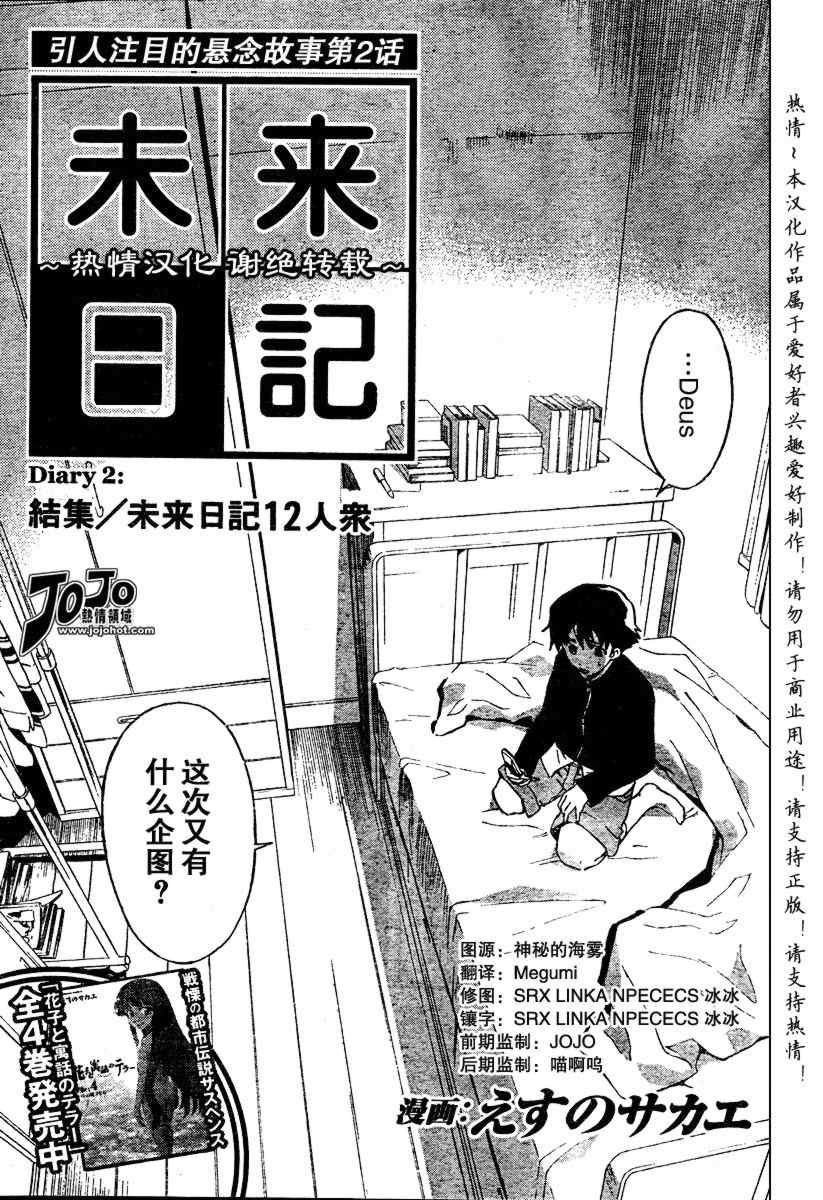 引人注目的悬念故事第2话
未来
~热情汉化 谢绝转载~
日記
Diary 2:
結集／未来日記12人衆
JOJO
熱情領域
www.jojohot.com
…Deus
这次又有
什么企图?
热情~本汉化作品属于爱好者兴趣爱好制作！请勿用于商业用途！请支持正版！请支持热情！
图源：神秘的海雾
翻译：Megumi
修图：SRX LINKA NPECECS 冰冰
镶字：SRX LINKA NPECECS 冰冰
前期监制：JOJO
后期监制：喵啊呜
漫画:えすのサカエ
戦慄の都市伝説サスペンス
えすのサカエ
「花子と寓話のテラー」
全4巻発売中